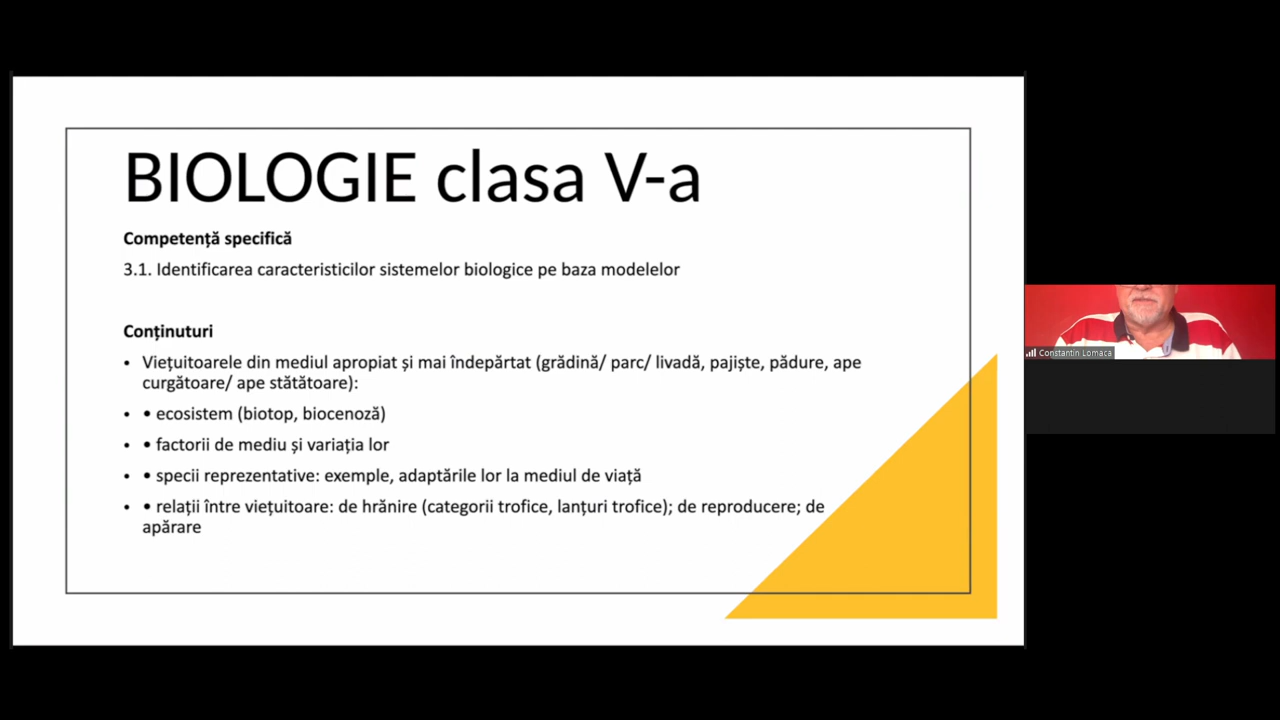 BIOLOGIE clasa V-a
Competență specifică
3.1. Identificarea caracteristicilor sistemelor biologice pe baza modelelor
Conținuturi
• Viețuitoarele din mediul apropiat și mai îndepărtat (grădină/ parc/ livadă, pajiște, pădure, ape
curgătoare/ ape stătătoare):
• • ecosistem (biotop, biocenoză)
• • factorii de mediu și variația lor
• • specii reprezentative: exemple, adaptările lor la mediul de viață
• • relații între viețuitoare: de hrănire (categorii trofice, lanțuri trofice); de reproducere; de
apărare
Constantin Lomaca